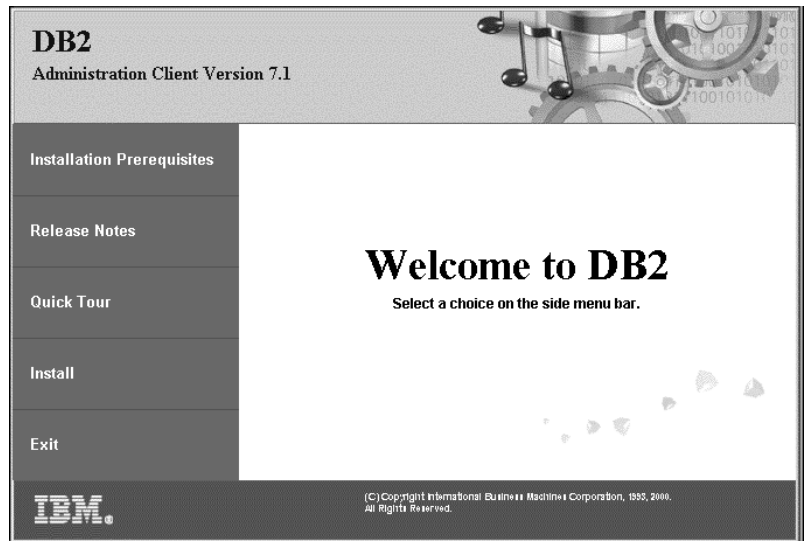 DB2
Administration Client Version 7.1
Installation Prerequisites
Release Notes
Quick Tour
Install
Exit
Welcome to DB2
Select a choice on the side menu bar.
IBM®
(C) Copyright International Business Machines Corporation, 1993, 2000.
All Rights Reserved.